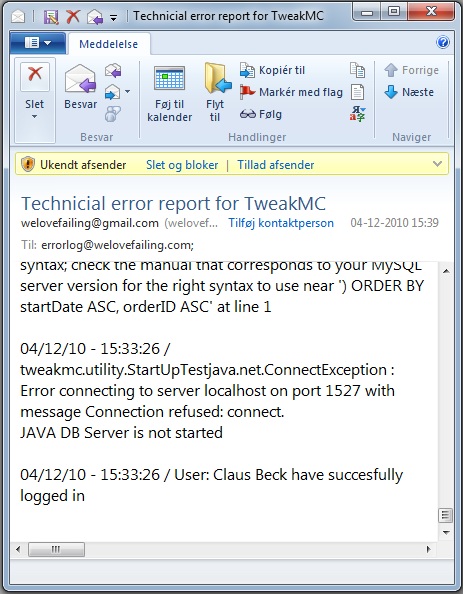 Technicial error report for TweakMC
Meddelelse
Slet
Besvar
Føj til
kalender
Flyt
til
Kopiér til
Markér med flag
Følg
Forrige
Næste
Besvar
Handlinger
Naviger
Ukendt afsender Slet og bloker | Tillad afsender
Technicial error report for TweakMC
welovefailing@gmail.com (welovef... Tilføj kontaktperson 04-12-2010 15:39
Til: errorlog@welovefailing.com;
syntax; check the manual that corresponds to your MySQL
server version for the right syntax to use near ') ORDER BY
startDate ASC, orderID ASC' at line 1
04/12/10 - 15:33:26 /
tweakmc.utility.StartUpTestjava.net.ConnectException :
Error connecting to server localhost on port 1527 with
message Connection refused: connect.
JAVA DB Server is not started
04/12/10 - 15:33:26 / User: Claus Beck have succesfully
logged in